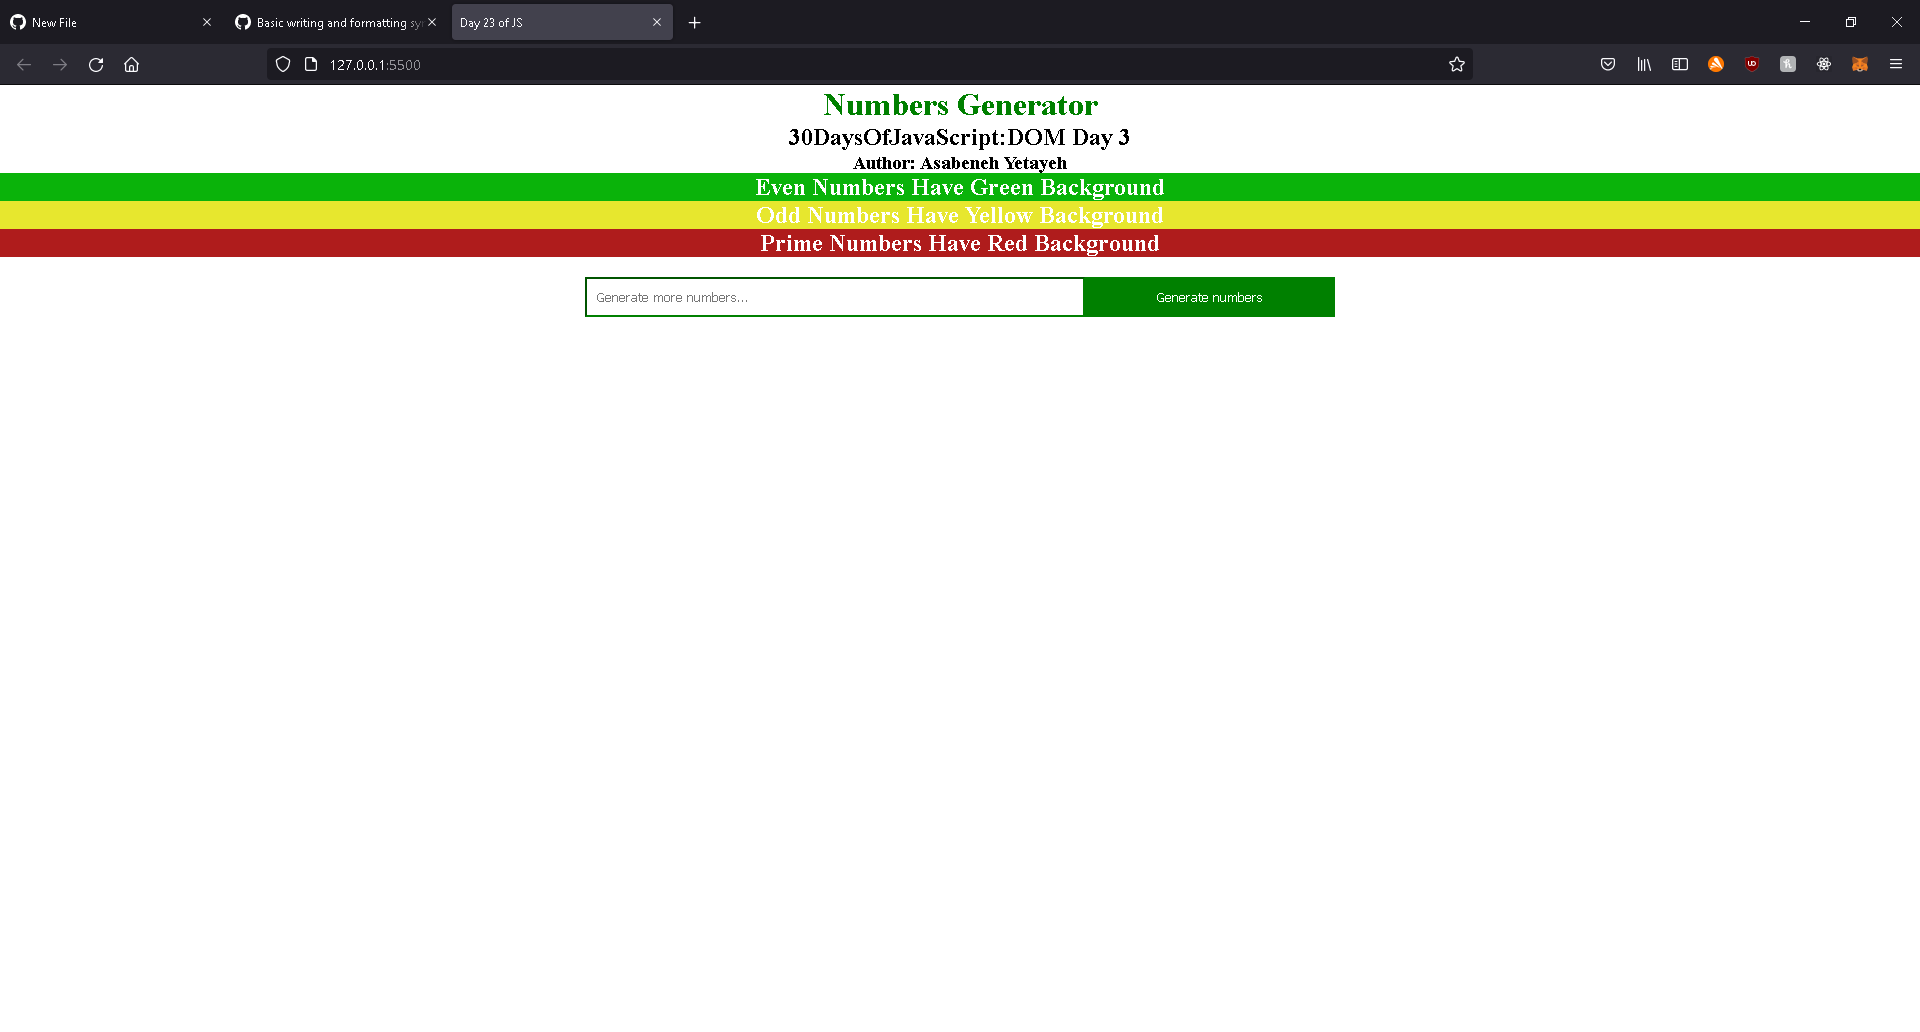 New File
Basic writing and formatting sy
Day 23 of JS
127.0.0.1:5500
Numbers Generator
30DaysOfJavaScript:DOM Day 3
Author: Asabeneh Yetayeh
Even Numbers Have Green Background
Odd Numbers Have Yellow Background
Prime Numbers Have Red Background
Generate more numbers...
Generate numbers